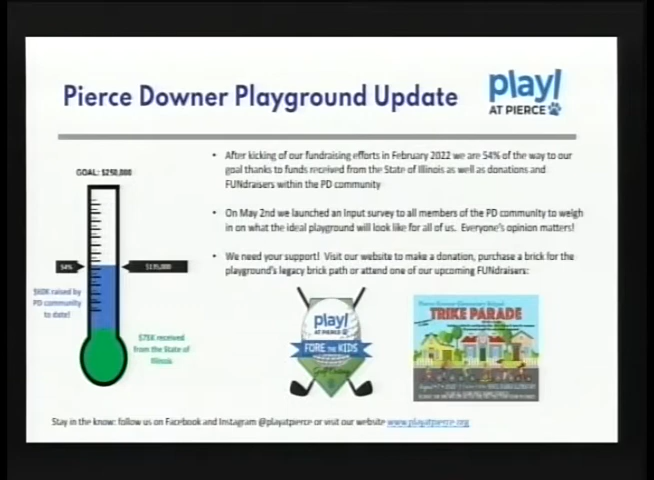 Pierce Downer Playground Update
play!
AT PIERCE
GOAL: $250,000
• After kicking of our fundraising efforts in February 2022 we are 54% of the way to our
goal thanks to funds received from the State of Illinois as well as donations and
FUNdraisers within the PD community
• On May 2nd we launched an input survey to all members of the PD community to weigh
in on what the ideal playground will look like for all of us. Everyone's opinion matters!
• We need your support! Visit our website to make a donation, purchase a brick for the
playground's legacy brick path or attend one of our upcoming FUNdraisers:
54%
$135,000
$60K raised by
PD community
to date!
$75K received
from the State of
Illinois
play!
AT PIERCE
FORE THE KIDS
Pierce Downer Elementary School
TRIKE PARADE
Stay in the know: follow us on Facebook and Instagram @playatpierce or visit our website www.playatpierce.org